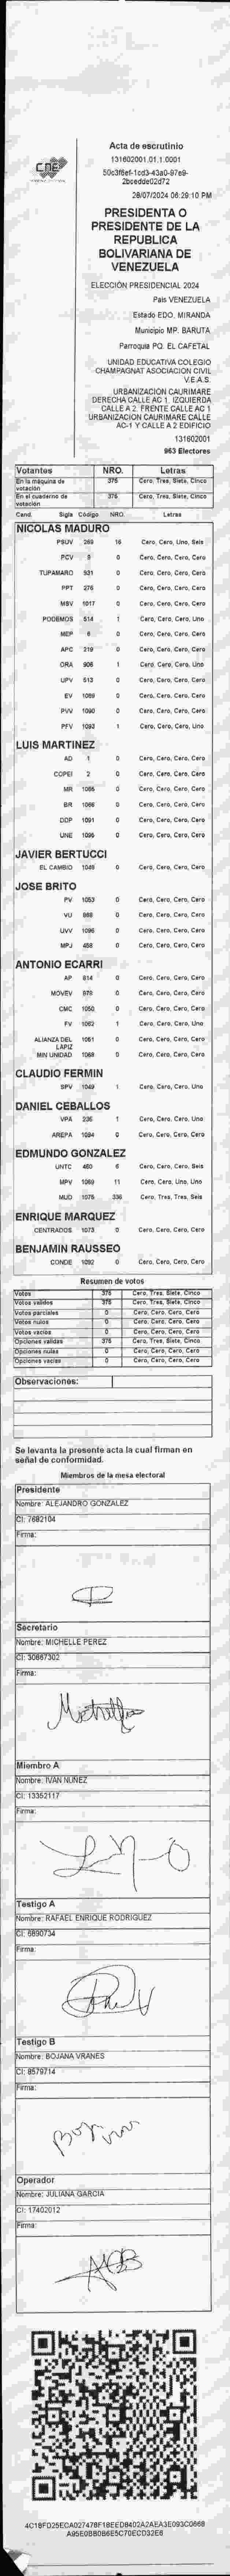 CNE
Acta de escrutinio
131602001.01.1.0001
28/07/2024 06:29:10 PM
PRESIDENTA O
PRESIDENTE DE LA
REPUBLICA
BOLIVARIANA DE
VENEZUELA
ELECCIÓN PRESIDENCIAL 2024
Pais VENEZUELA
Estado EDO. MIRANDA
Municipio MP. BARUTA
Parroquia PQ. EL CAFETAL
UNIDAD EDUCATIVA COLEGIO
CHAMPAGNAT ASOCIACION CIVIL
V.E.A.S.
URBANIZACION CAURIMARE
DERECHA CALLE AC 1. IZQUIERDA
CALLE A 2. FRENTE CALLE AC 1
URBANIZACION CAURIMARE CALLE
AC-1 Y CALLE A 2 EDIFICIO
131602001
963 Electores
Votantes NRO. Letras
En la máquina de votación 375 Cero, Tres, Siete, Cinco
En el cuaderno de votación 375 Cero, Tres, Siete, Cinco
Cand. Sigla Código NRO. Letras
NICOLAS MADURO
PSUV 269 16 Cero, Cero, Uno, Seis
PCV 9 0 Cero, Cero, Cero, Cero
TUPAMARO 531 0 Cero, Cero, Cero, Cero
PPT 276 0 Cero, Cero, Cero, Cero
MSV 1017 0 Cero, Cero, Cero, Cero
PODEMOS 514 1 Cero, Cero, Cero, Uno
MEP 6 0 Cero, Cero, Cero, Cero
APC 219 0 Cero, Cero, Cero, Cero
ORA 906 1 Cero, Cero, Cero, Uno
UPV 513 0 Cero, Cero, Cero, Cero
EV 1089 0 Cero, Cero, Cero, Cero
PVV 1090 0 Cero, Cero, Cero, Cero
PFV 1093 1 Cero, Cero, Cero, Uno
LUIS MARTINEZ
AD 1 0 Cero, Cero, Cero, Cero
COPEI 2 0 Cero, Cero, Cero, Cero
MR 1065 0 Cero, Cero, Cero, Cero
BR 1066 0 Cero, Cero, Cero, Cero
DDP 1091 0 Cero, Cero, Cero, Cero
UNE 1095 0 Cero, Cero, Cero, Cero
JAVIER BERTUCCI
EL CAMBIO 1045 0 Cero, Cero, Cero, Cero
JOSE BRITO
PV 1053 0 Cero, Cero, Cero, Cero
VU 888 0 Cero, Cero, Cero, Cero
UVV 1096 0 Cero, Cero, Cero, Cero
MPJ 458 0 Cero, Cero, Cero, Cero
ANTONIO ECARRI
AP 814 0 Cero, Cero, Cero, Cero
MOVEV 979 0 Cero, Cero, Cero, Cero
CMC 1050 0 Cero, Cero, Cero, Cero
FV 1062 1 Cero, Cero, Cero, Uno
ALIANZA DEL LAPIZ 1051 0 Cero, Cero, Cero, Cero
MIN UNIDAD 1068 0 Cero, Cero, Cero, Cero
CLAUDIO FERMIN
SPV 1049 1 Cero, Cero, Cero, Uno
DANIEL CEBALLOS
VPA 236 1 Cero, Cero, Cero, Uno
AREPA 1094 0 Cero, Cero, Cero, Cero
EDMUNDO GONZALEZ
UNTC 480 6 Cero, Cero, Cero, Seis
MPV 1069 11 Cero, Cero, Uno, Uno
MUD 1075 336 Cero, Tres, Tres, Seis
ENRIQUE MARQUEZ
CENTRADOS 1073 0 Cero, Cero, Cero, Cero
BENJAMIN RAUSSEO
CONDE 1092 0 Cero, Cero, Cero, Cero
Resumen de votos
Votos 375 Cero, Tres, Siete, Cinco
Votos validos 375 Cero, Tres, Siete, Cinco
Votos parciales 0 Cero, Cero, Cero, Cero
Votos nulos 0 Cero, Cero, Cero, Cero
Votos vacios 0 Cero, Cero, Cero, Cero
Opciones validas 375 Cero, Tres, Siete, Cinco
Opciones nulas 0 Cero, Cero, Cero, Cero
Opciones vacias 0 Cero, Cero, Cero, Cero
Observaciones:
Se levanta la presente acta la cual firman en
señal de conformidad.
Miembros de la mesa electoral
Presidente
Nombre: ALEJANDRO GONZALEZ
CI: 7682104
Firma:
Secretario
Nombre: MICHELLE PEREZ
CI: 30867302
Firma:
Michelle
Miembro A
Nombre: IVAN NUNEZ
CI: 13352117
Firma:
Testigo A
Nombre: RAFAEL ENRIQUE RODRIGUEZ
CI: 6890734
Firma:
Testigo B
Nombre: BOJANA VRANES
CI: 8579714
Firma:
Operador
Nombre: JULIANA GARCIA
CI: 17402012
Firma: